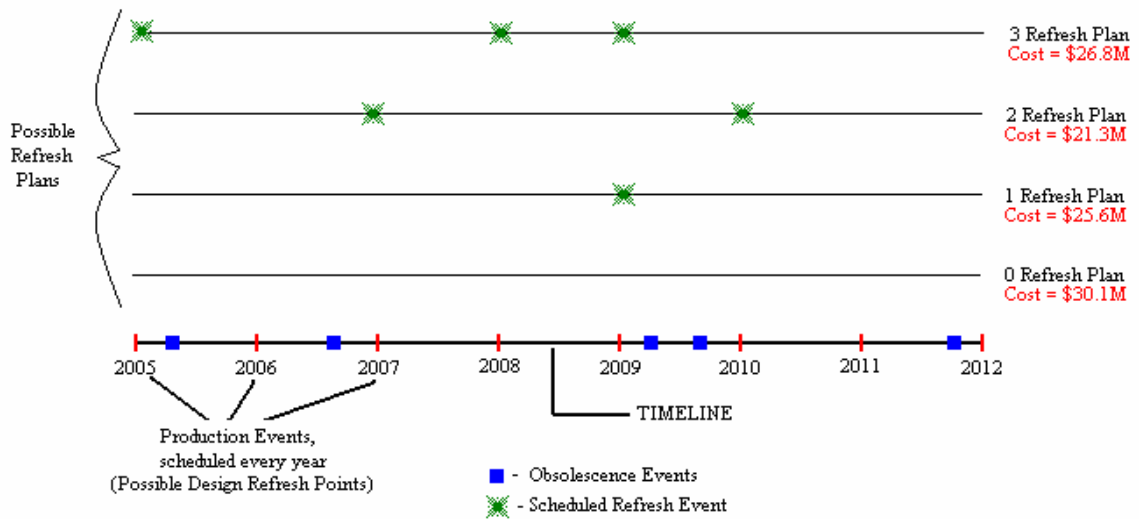 3 Refresh Plan
Cost = $26.8M
2 Refresh Plan
Cost = $21.3M
Possible
Refresh
Plans
1 Refresh Plan
Cost = $25.6M
0 Refresh Plan
Cost = $30.1M
2005 2006 2007 2008 2009 2010 2011 2012
TIMELINE
Production Events,
scheduled every year
(Possible Design Refresh Points)
- Obsolescence Events
- Scheduled Refresh Event